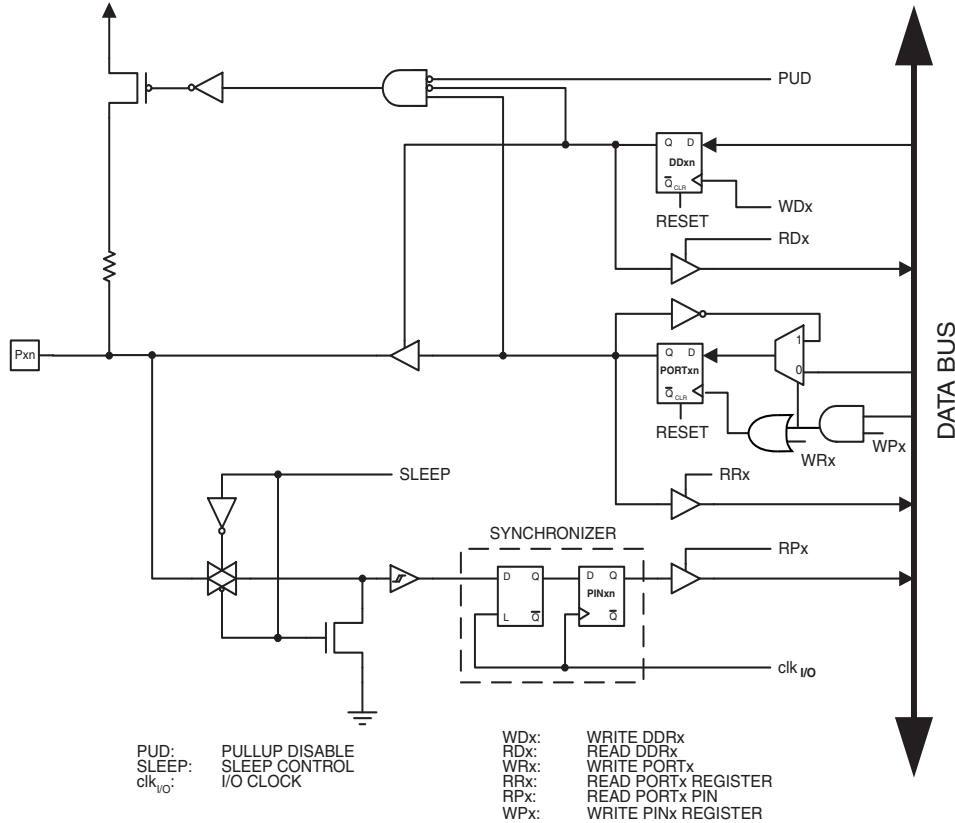 PUD
Q D
DDxn
Q CLR
WDx
RESET
RDx
Pxn
1
Q D
PORTxn
0
Q CLR
RESET
WRx
WPx
DATA BUS
SLEEP
RRx
SYNCHRONIZER
RPx
D Q
D Q
PINxn
L Q
Q
clk I/O
PUD: PULLUP DISABLE
SLEEP: SLEEP CONTROL
clkI/O: I/O CLOCK
WDx: WRITE DDRx
RDx: READ DDRx
WRx: WRITE PORTx
RRx: READ PORTx REGISTER
RPx: READ PORTx PIN
WPx: WRITE PINx REGISTER